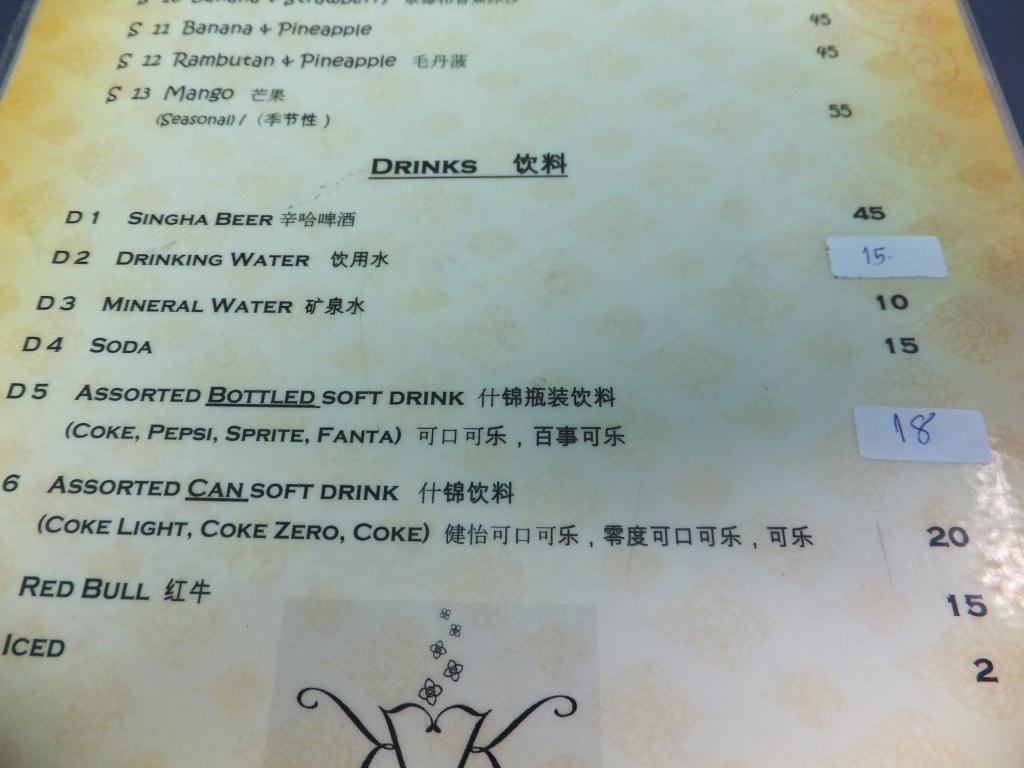 Banana + Strawberry /
S 11 Banana + Pineapple 45
S 12 Rambutan + Pineapple 毛丹菠 45
S 13 Mango 芒果
(Seasonal) / (季节性) 55
DRINKS 饮料
D 1 SINGHA BEER 辛哈啤酒 45
D 2 DRINKING WATER 饮用水 15.
D 3 MINERAL WATER 矿泉水 10
D 4 SODA 15
D 5 ASSORTED BOTTLED SOFT DRINK 什锦瓶装饮料
(COKE, PEPSI, SPRITE, FANTA) 可口可乐，百事可乐 18
6 ASSORTED CAN SOFT DRINK 什锦饮料
(COKE LIGHT, COKE ZERO, COKE) 健怡可口可乐，零度可口可乐，可乐 20
RED BULL 红牛 15
ICED 2